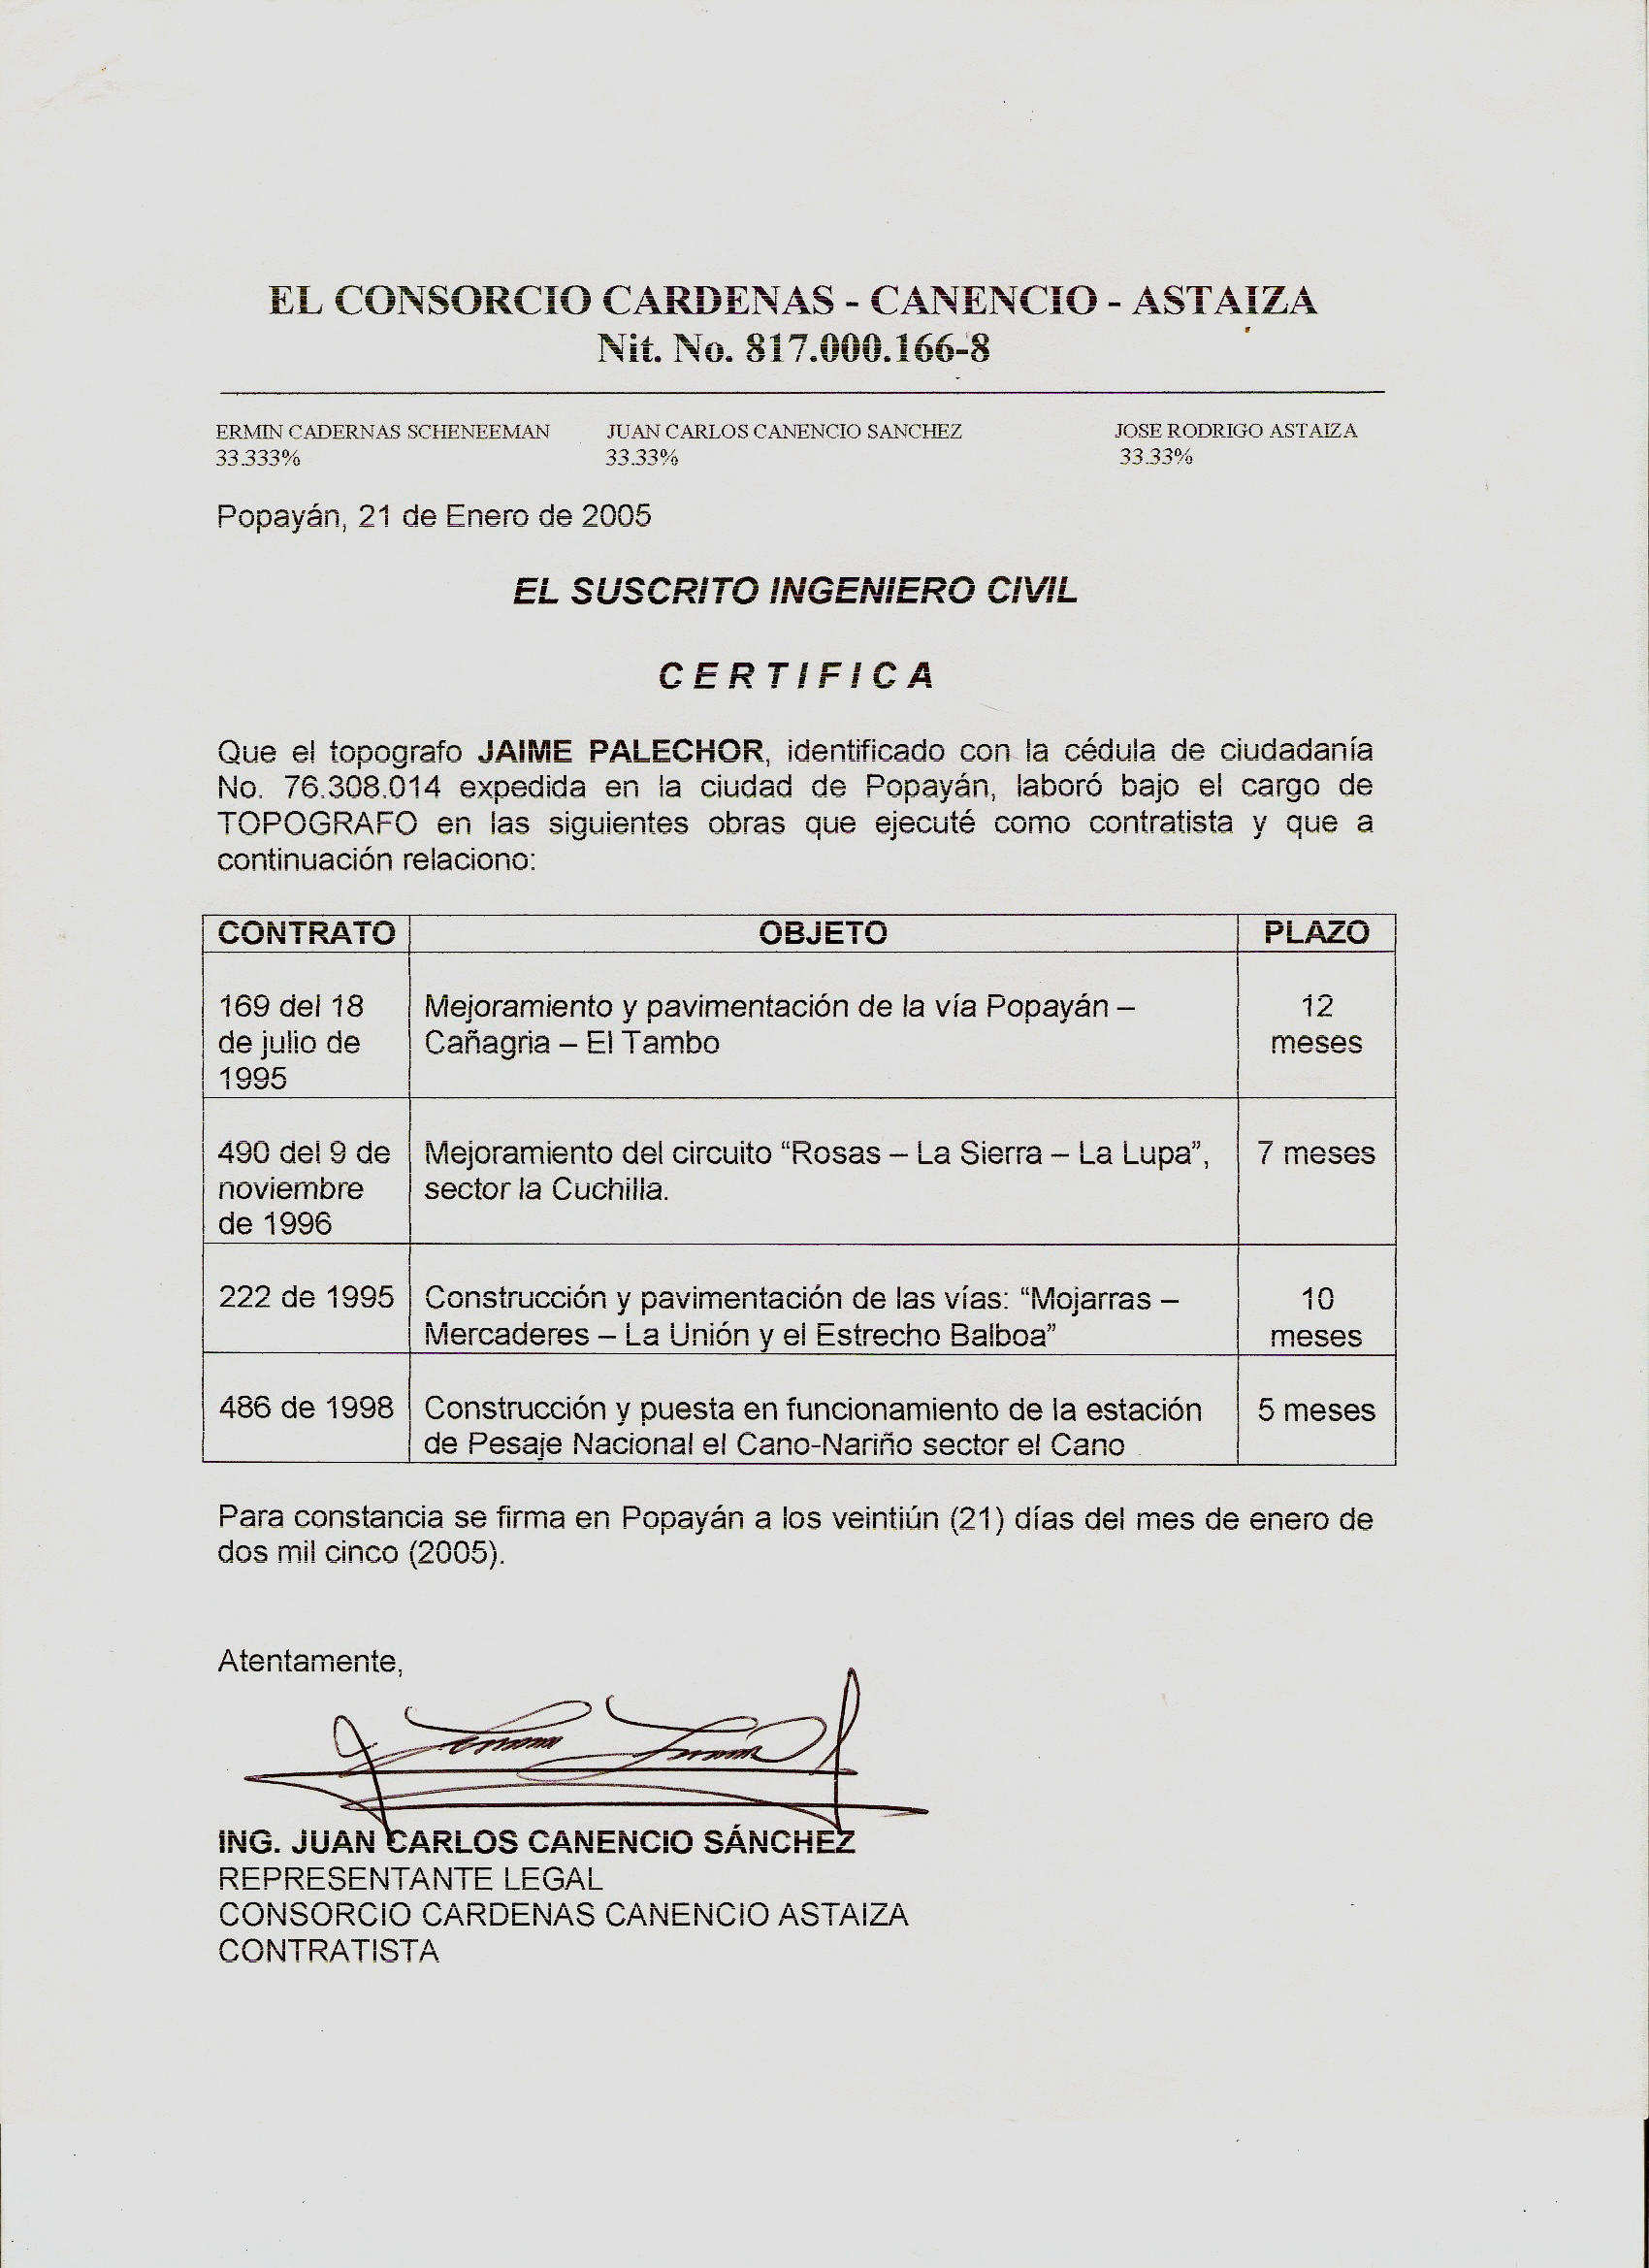 EL CONSORCIO CARDENAS - CANENCIO - ASTAIZA
Nit. No. 817.000.166-8
ERMIN CADERNAS SCHENEEMAN JUAN CARLOS CANENCIO SANCHEZ JOSE RODRIGO ASTAIZA
33.333% 33.33% 33.33%
Popayán, 21 de Enero de 2005
EL SUSCRITO INGENIERO CIVIL
C E R T I F I C A
Que el topografo JAIME PALECHOR, identificado con la cédula de ciudadanía
No. 76.308.014 expedida en la ciudad de Popayán, laboró bajo el cargo de
TOPOGRAFO en las siguientes obras que ejecuté como contratista y que a
continuación relaciono:
CONTRATO OBJETO PLAZO
169 del 18 Mejoramiento y pavimentación de la vía Popayán – 12
de julio de Cañagria – El Tambo meses
1995
490 del 9 de Mejoramiento del circuito “Rosas – La Sierra – La Lupa”, 7 meses
noviembre sector la Cuchilla.
de 1996
222 de 1995 Construcción y pavimentación de las vías: “Mojarras – 10
Mercaderes – La Unión y el Estrecho Balboa” meses
486 de 1998 Construcción y puesta en funcionamiento de la estación 5 meses
de Pesaje Nacional el Cano-Nariño sector el Cano
Para constancia se firma en Popayán a los veintiún (21) días del mes de enero de
dos mil cinco (2005).
Atentamente,
ING. JUAN CARLOS CANENCIO SÁNCHEZ
REPRESENTANTE LEGAL
CONSORCIO CARDENAS CANENCIO ASTAIZA
CONTRATISTA